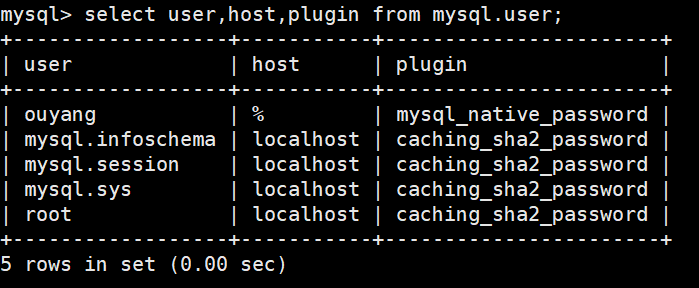 mysql> select user,host,plugin from mysql.user;
+------------------+-----------+-----------------------+
| user             | host      | plugin                |
+------------------+-----------+-----------------------+
| ouyang           | %         | mysql_native_password |
| mysql.infoschema | localhost | caching_sha2_password |
| mysql.session    | localhost | caching_sha2_password |
| mysql.sys        | localhost | caching_sha2_password |
| root             | localhost | caching_sha2_password |
+------------------+-----------+-----------------------+
5 rows in set (0.00 sec)